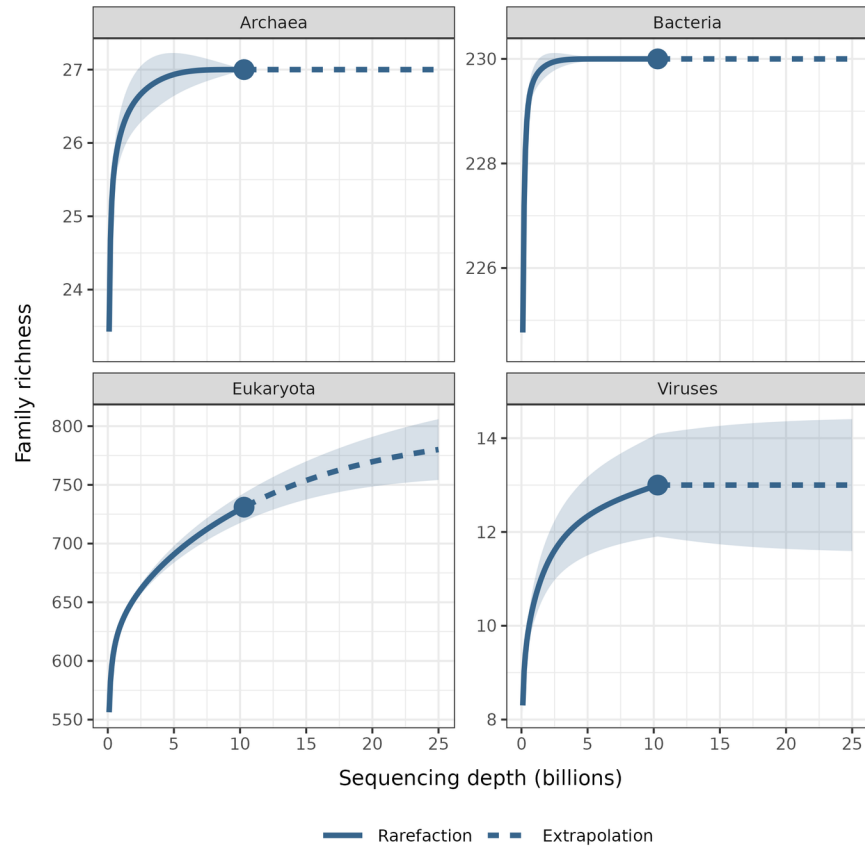 Archaea
Bacteria
27
26
25
24
230
228
226
Family richness
Eukaryota
Viruses
800
750
700
650
600
550
14
12
10
8
0 5 10 15 20 25
0 5 10 15 20 25
Sequencing depth (billions)
Rarefaction Extrapolation